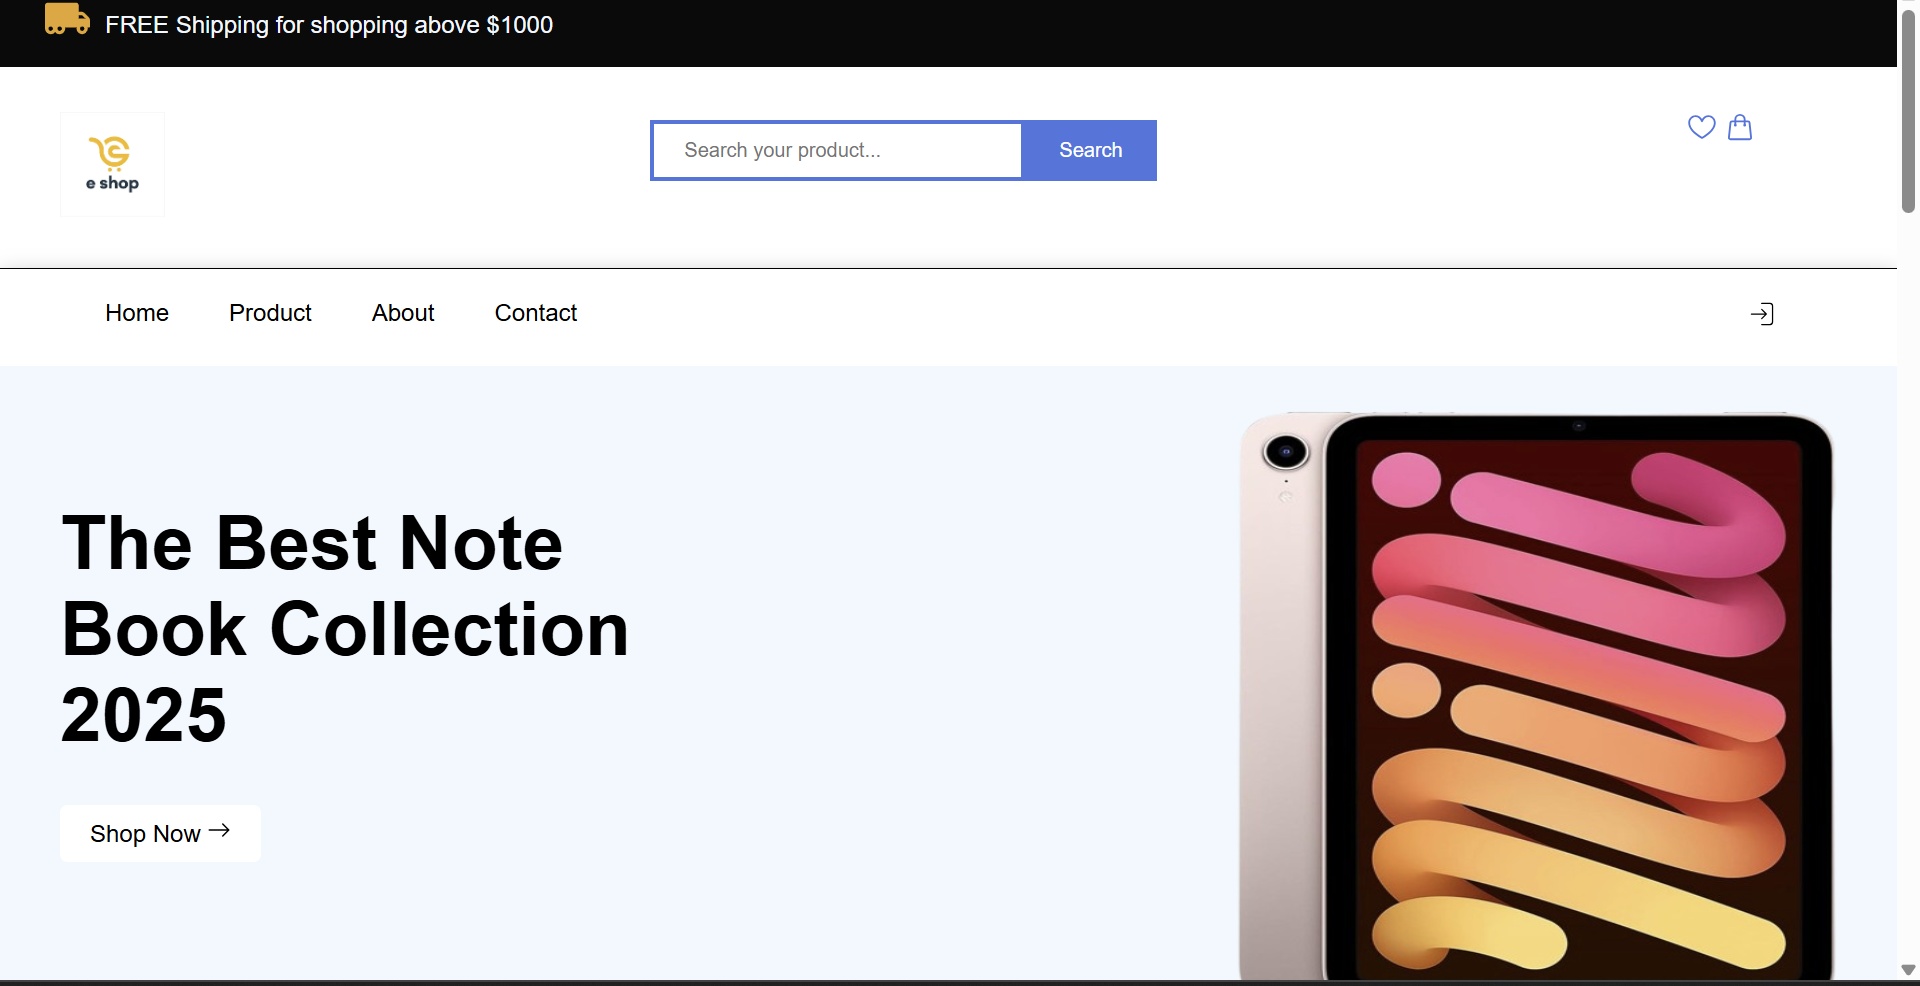 FREE Shipping for shopping above $1000
e shop
Search your product...
Search
Home
Product
About
Contact
The Best Note
Book Collection
2025
Shop Now